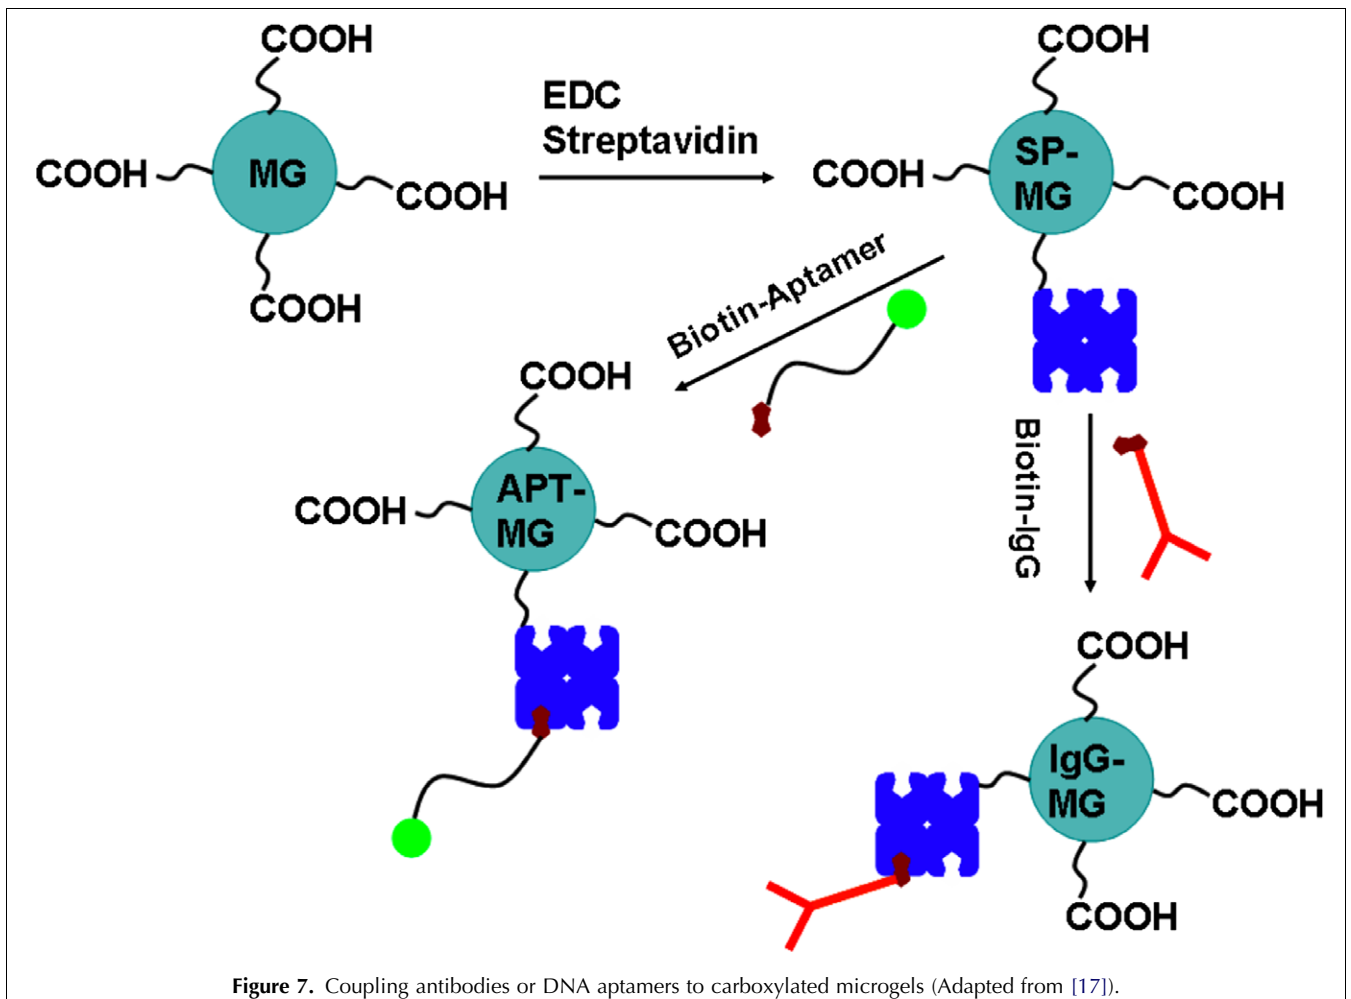 COOH
COOH
MG
COOH
COOH
EDC
Streptavidin
COOH
COOH
SP-
MG
COOH
Biotin-Aptamer
Biotin-IgG
COOH
COOH
APT-
MG
COOH
COOH
IgG-
MG
COOH
COOH
Figure 7. Coupling antibodies or DNA aptamers to carboxylated microgels (Adapted from [17]).